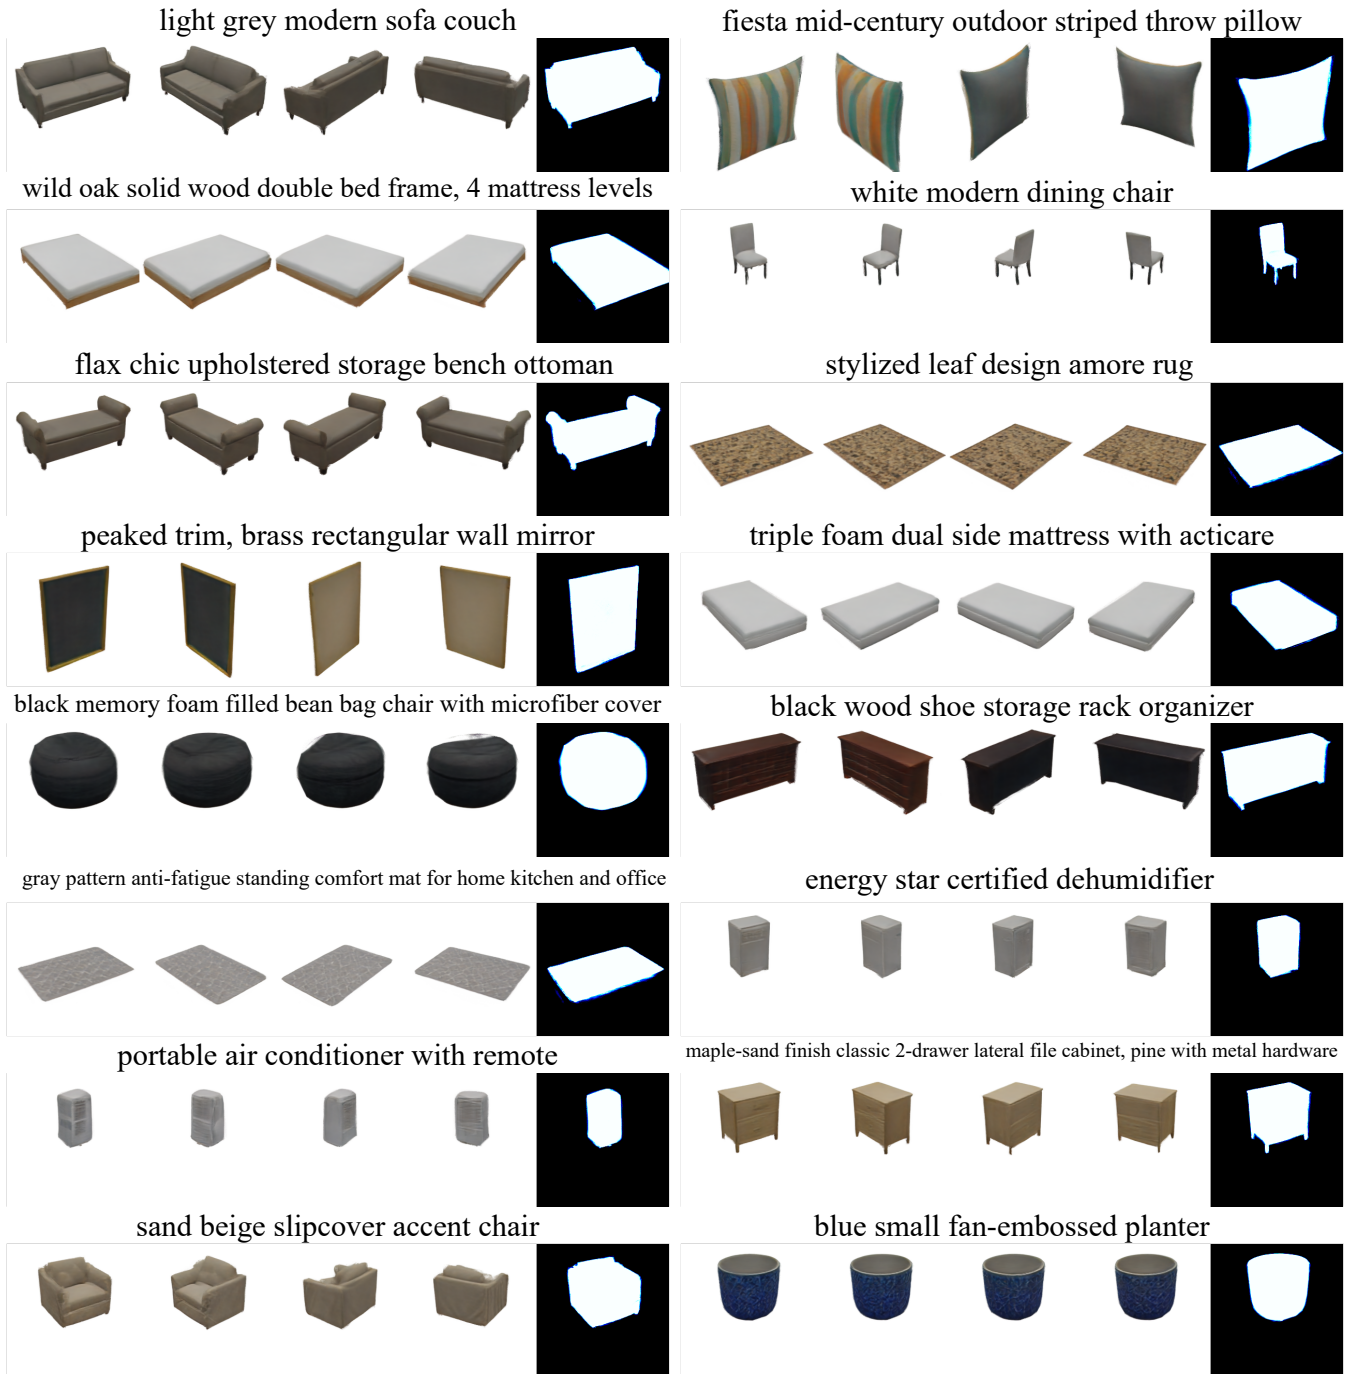 light grey modern sofa couch
fiesta mid-century outdoor striped throw pillow
wild oak solid wood double bed frame, 4 mattress levels
white modern dining chair
flax chic upholstered storage bench ottoman
stylized leaf design amore rug
peaked trim, brass rectangular wall mirror
triple foam dual side mattress with acticare
black memory foam filled bean bag chair with microfiber cover
black wood shoe storage rack organizer
gray pattern anti-fatigue standing comfort mat for home kitchen and office
energy star certified dehumidifier
portable air conditioner with remote
maple-sand finish classic 2-drawer lateral file cabinet, pine with metal hardware
sand beige slipcover accent chair
blue small fan-embossed planter